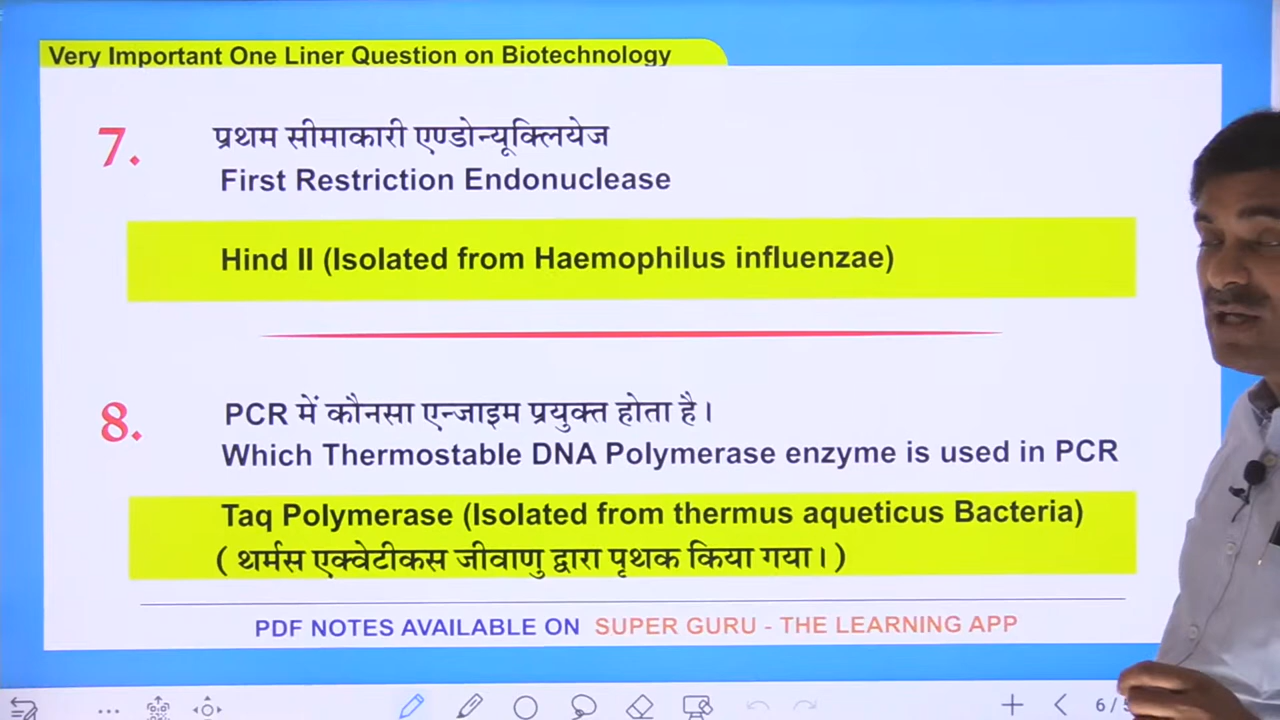 Very Important One Liner Question on Biotechnology
7. प्रथम सीमाकारी एण्डोन्यूक्लियेज
First Restriction Endonuclease
Hind II (Isolated from Haemophilus influenzae)
8. PCR में कौनसा एन्जाइम प्रयुक्त होता है।
Which Thermostable DNA Polymerase enzyme is used in PCR
Taq Polymerase (Isolated from thermus aqueticus Bacteria)
( थर्मस एक्वेटीकस जीवाणु द्वारा पृथक किया गया। )
PDF NOTES AVAILABLE ON SUPER GURU - THE LEARNING APP
6 /